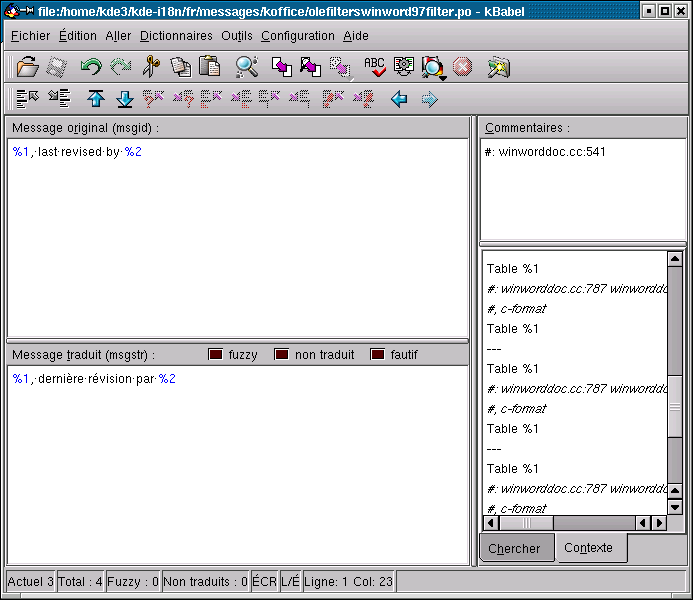 file:/home/kde3/kde-i18n/fr/messages/koffice/olefilterswinword97filter.po - kBabel
Fichier Édition Aller Dictionnaires Outils Configuration Aide
ABC
Message original (msgid) :
%1,·last·revised·by·%2
Commentaires :
#: winworddoc.cc:541
Table %1
#: winworddoc.cc:787 winworddc
#, c-format
Table %1
---
Table %1
#: winworddoc.cc:787 winworddc
#, c-format
Table %1
---
Table %1
#: winworddoc.cc:787 winworddc
#, c-format
Chercher Contexte
Message traduit (msgstr) : fuzzy non traduit fautif
%1,·dernière·révision·par·%2
Actuel 3 Total : 4 Fuzzy : 0 Non traduits : 0 ÉCR L/É Ligne: 1 Col: 23